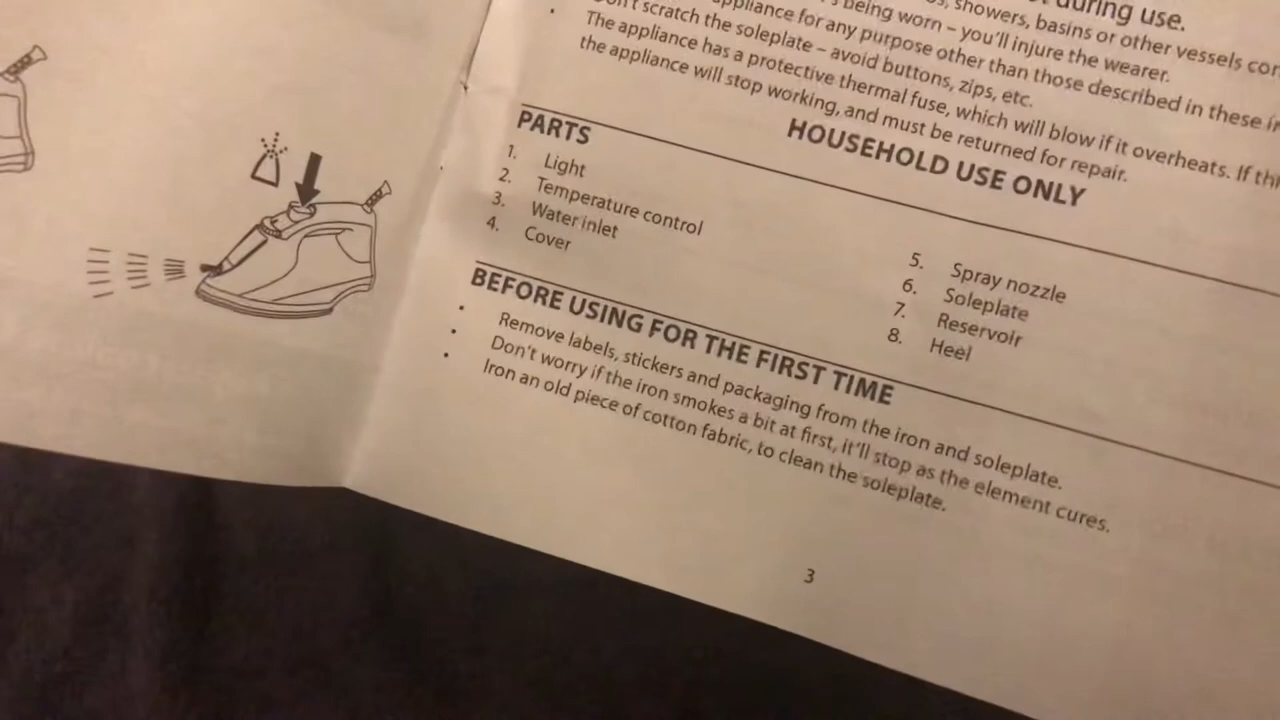 during use.
showers, basins or other vessels
being worn – you'll injure the wearer.
appliance for any purpose other than those described in these
scratch the soleplate – avoid buttons, zips, etc.
The appliance has a protective thermal fuse, which will blow if it overheats. If
the appliance will stop working, and must be returned for repair.
HOUSEHOLD USE ONLY
PARTS
1. Light
2. Temperature control
3. Water inlet
4. Cover
5. Spray nozzle
6. Soleplate
7. Reservoir
8. Heel
BEFORE USING FOR THE FIRST TIME
• Remove labels, stickers and packaging from the iron and soleplate.
• Don't worry if the iron smokes a bit at first, it'll stop as the element cures.
• Iron an old piece of cotton fabric, to clean the soleplate.
3